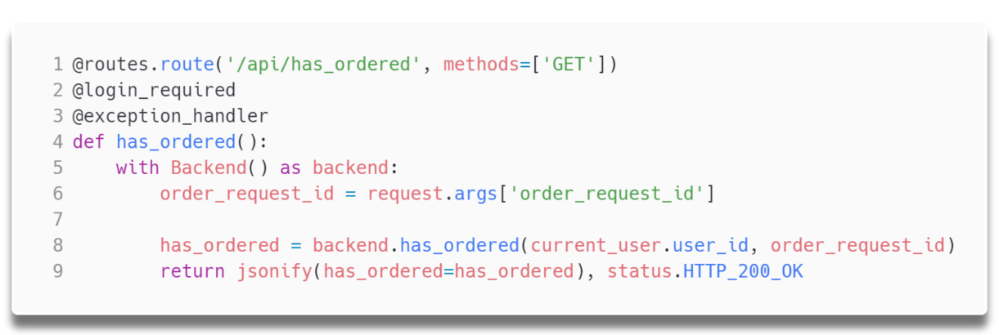 1 @routes.route('/api/has_ordered', methods=['GET'])
2 @login_required
3 @exception_handler
4 def has_ordered():
5     with Backend() as backend:
6         order_request_id = request.args['order_request_id']
7
8         has_ordered = backend.has_ordered(current_user.user_id, order_request_id)
9         return jsonify(has_ordered=has_ordered), status.HTTP_200_OK